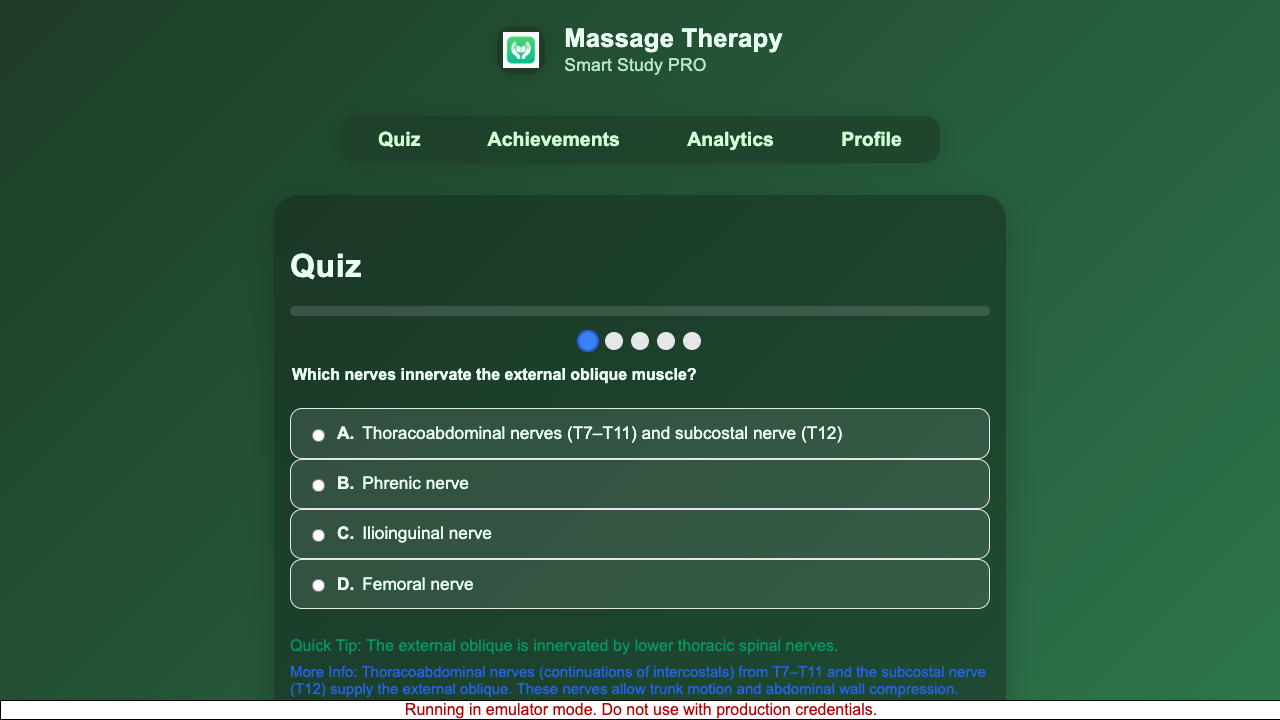 Massage Therapy
Smart Study PRO
Quiz Achievements Analytics Profile
Quiz
Which nerves innervate the external oblique muscle?
A. Thoracoabdominal nerves (T7–T11) and subcostal nerve (T12)
B. Phrenic nerve
C. Ilioinguinal nerve
D. Femoral nerve
Quick Tip: The external oblique is innervated by lower thoracic spinal nerves.
More Info: Thoracoabdominal nerves (continuations of intercostals) from T7–T11 and the subcostal nerve
(T12) supply the external oblique. These nerves allow trunk motion and abdominal wall compression.
Running in emulator mode. Do not use with production credentials.